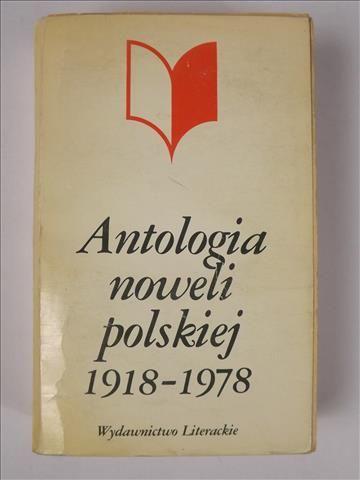 Antologia
noweli
polskiej
1918-1978
Wydawnictwo Literackie